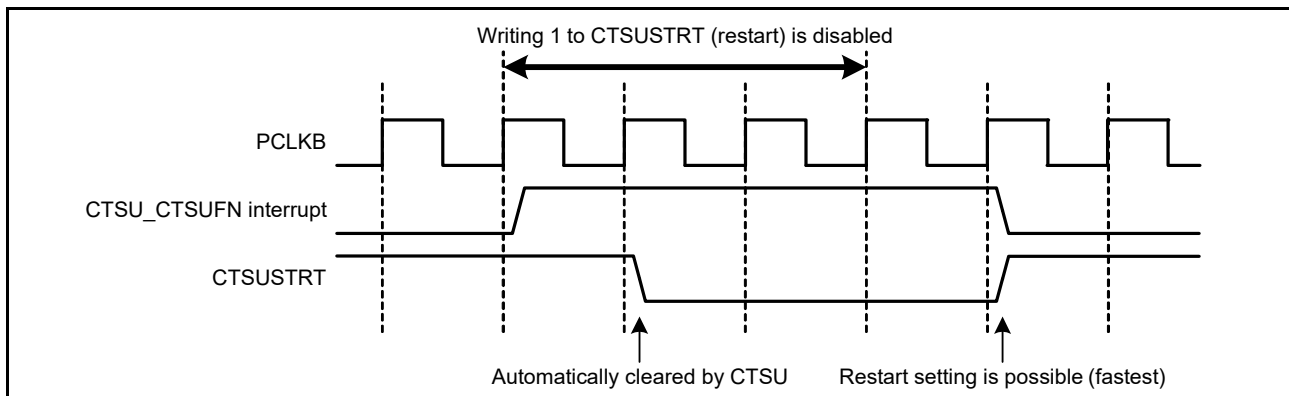 Writing 1 to CTSUSTRT (restart) is disabled
PCLKB
CTSU_CTSUFN interrupt
CTSUSTRT
Automatically cleared by CTSU
Restart setting is possible (fastest)